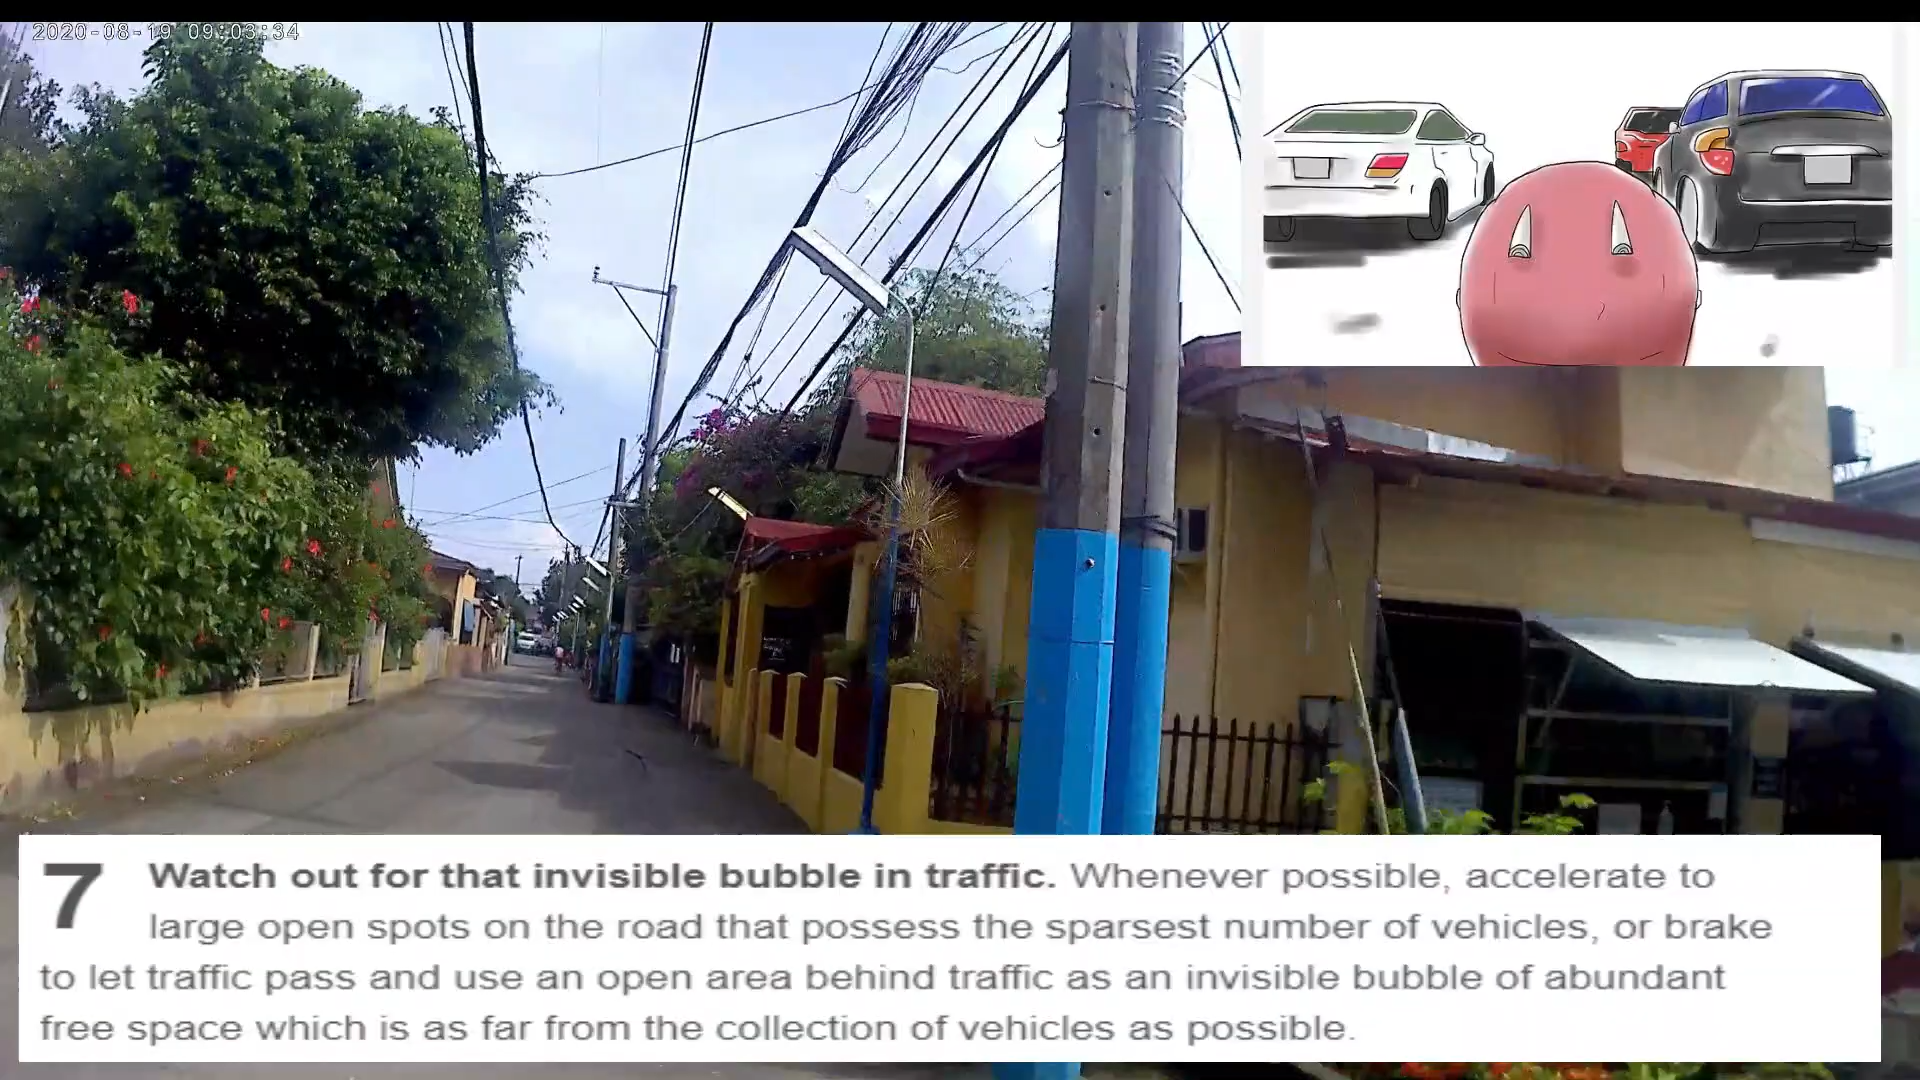 2020-08-19 09:03:34
7 Watch out for that invisible bubble in traffic. Whenever possible, accelerate to
large open spots on the road that possess the sparsest number of vehicles, or brake
to let traffic pass and use an open area behind traffic as an invisible bubble of abundant
free space which is as far from the collection of vehicles as possible.